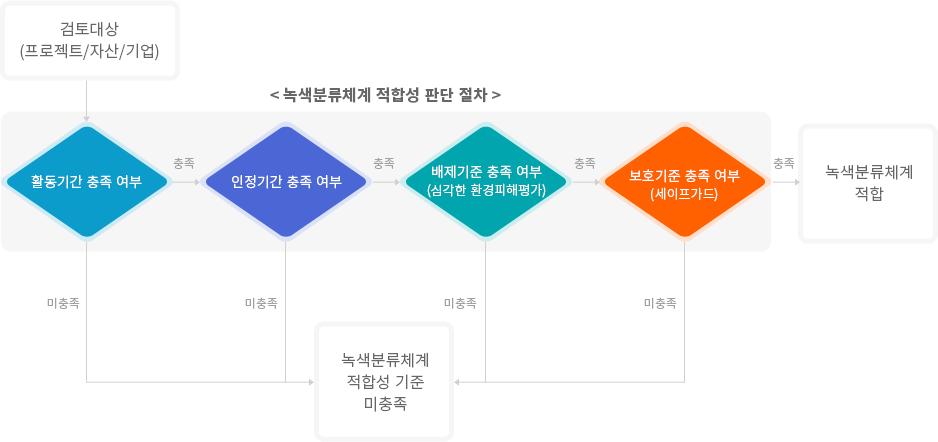 검토대상
(프로젝트/자산/기업)
< 녹색분류체계 적합성 판단 절차 >
활동기간 충족 여부
충족
인정기간 충족 여부
충족
배제기준 충족 여부
(심각한 환경피해평가)
충족
보호기준 충족 여부
(세이프가드)
충족
녹색분류체계
적합
미충족
미충족
미충족
미충족
녹색분류체계
적합성 기준
미충족